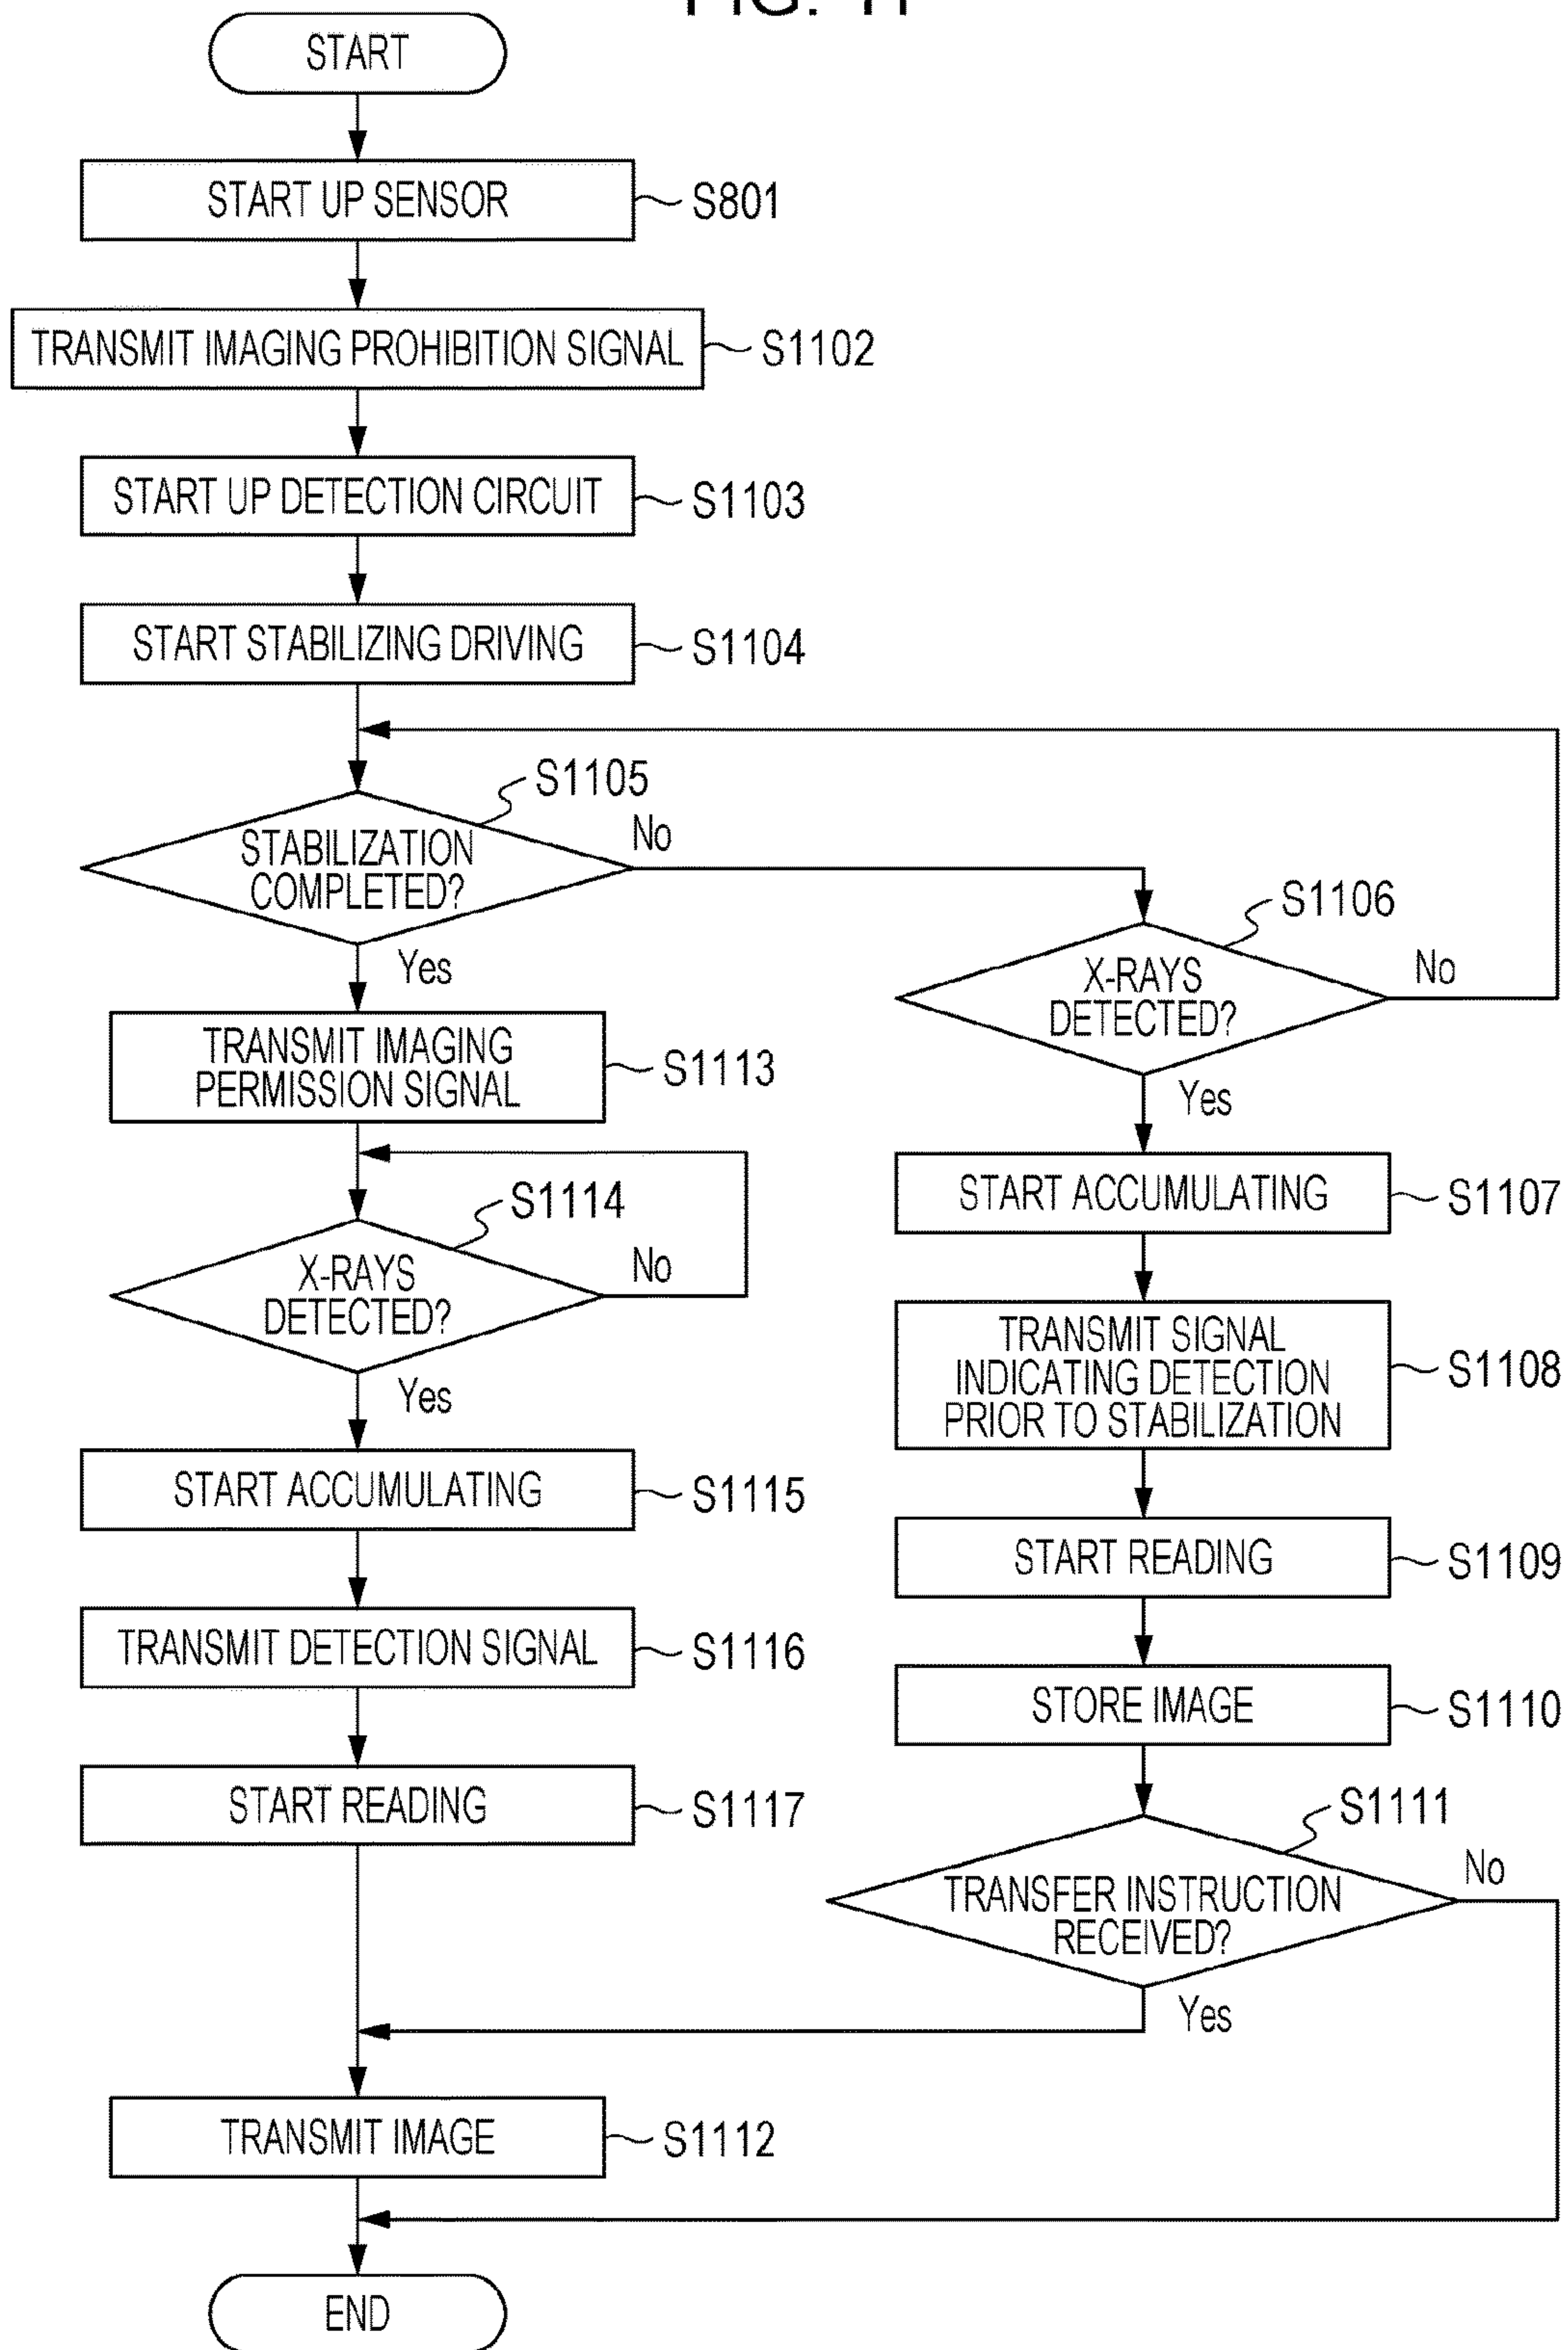 FIG. 11
START
START UP SENSOR
S801
TRANSMIT IMAGING PROHIBITION SIGNAL
S1102
START UP DETECTION CIRCUIT
S1103
START STABILIZING DRIVING
S1104
S1105
STABILIZATION
COMPLETED?
No
Yes
S1106
X-RAYS
DETECTED?
No
Yes
TRANSMIT IMAGING
PERMISSION SIGNAL
S1113
S1114
X-RAYS
DETECTED?
No
Yes
START ACCUMULATING
S1107
TRANSMIT SIGNAL
INDICATING DETECTION
PRIOR TO STABILIZATION
S1108
START ACCUMULATING
S1115
START READING
S1109
TRANSMIT DETECTION SIGNAL
S1116
STORE IMAGE
S1110
START READING
S1117
S1111
TRANSFER INSTRUCTION
RECEIVED?
No
Yes
TRANSMIT IMAGE
S1112
END